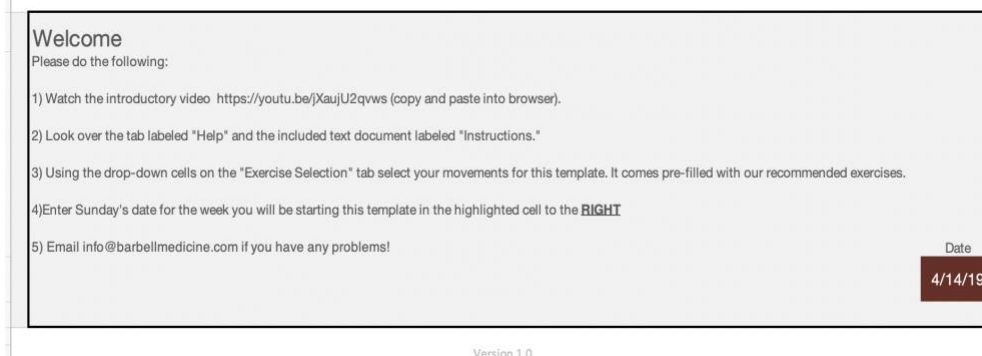 Welcome
Please do the following:
1) Watch the introductory video  https://youtu.be/jXaujU2qvws (copy and paste into browser).
2) Look over the tab labeled "Help" and the included text document labeled "Instructions."
3) Using the drop-down cells on the "Exercise Selection" tab select your movements for this template. It comes pre-filled with our recommended exercises.
4)Enter Sunday's date for the week you will be starting this template in the highlighted cell to the RIGHT
5) Email info@barbellmedicine.com if you have any problems!
Date
4/14/19
Version 1.0